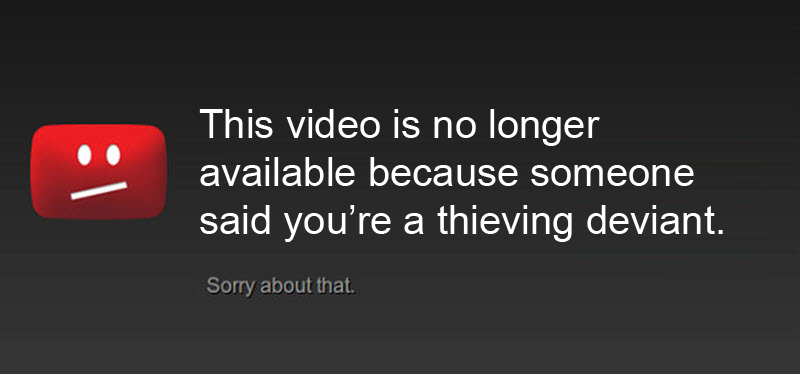 This video is no longer
available because someone
said you’re a thieving deviant.
Sorry about that.